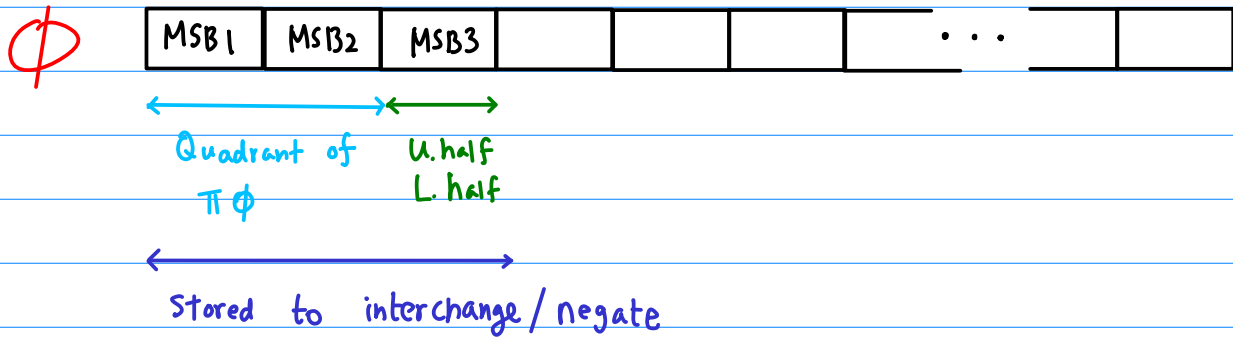 ϕ MSB1 MSB2 MSB3 ...
Quadrant of U.half
πϕ L.half
Stored to interchange/negate